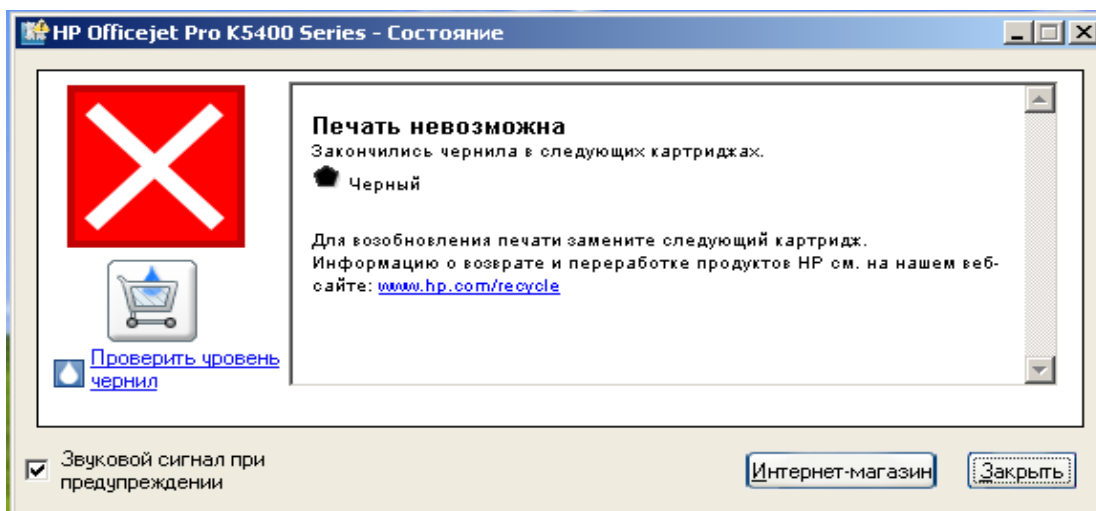 HP Officejet Pro K5400 Series - Состояние
Печать невозможна
Закончились чернила в следующих картриджах.
Черный
Для возобновления печати замените следующий картридж.
Информацию о возврате и переработке продуктов HP см. на нашем веб-
сайте: www.hp.com/recycle
Проверить уровень
чернил
Звуковой сигнал при
предупреждении
Интернет-магазин
Закрыть